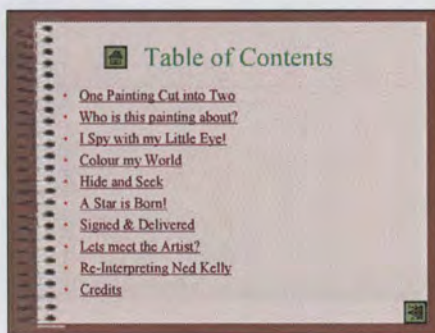 Table of Contents
One Painting Cut into Two
Who is this painting about?
I Spy with my Little Eye!
Colour my World
Hide and Seek
A Star is Born!
Signed & Delivered
Lets meet the Artist?
Re-Interpreting Ned Kelly
Credits